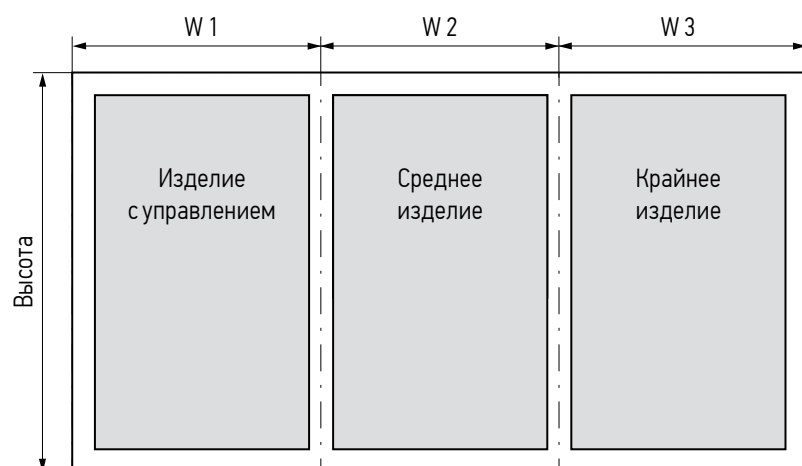 W 1
W 2
W 3
Изделие
с управлением
Среднее
изделие
Крайнее
изделие
Высота